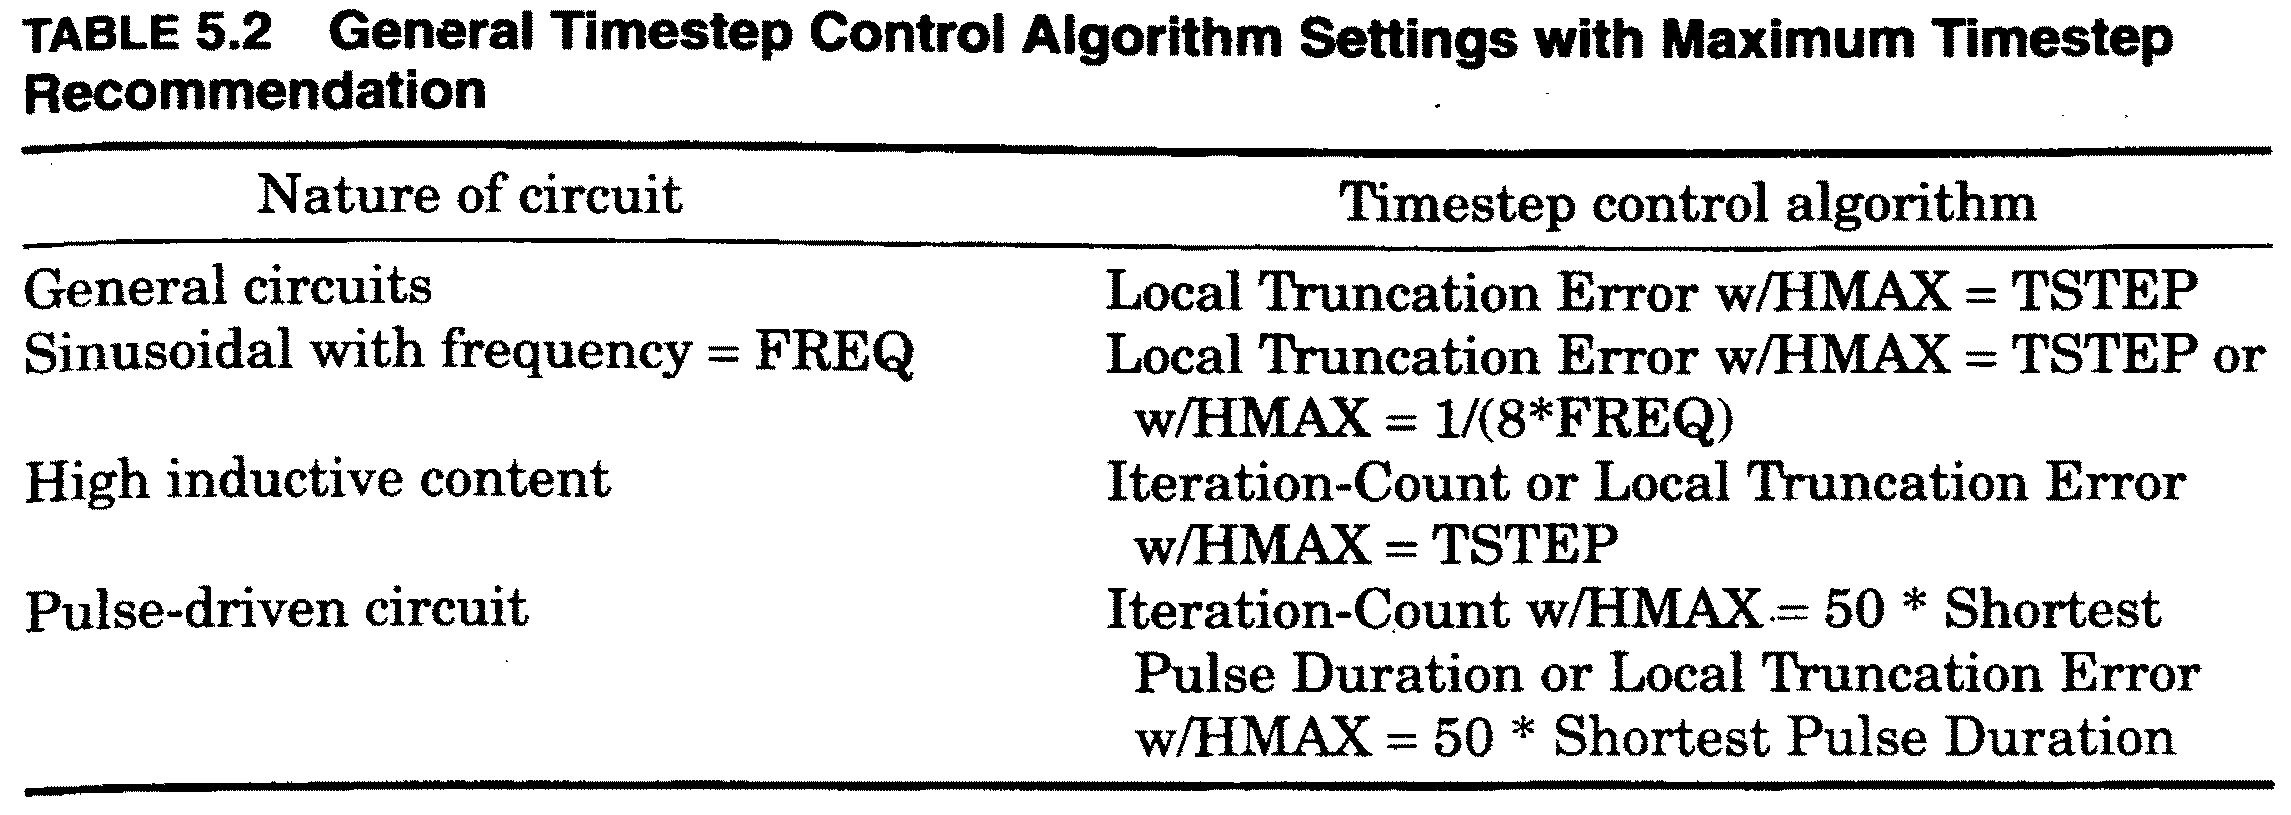 TABLE 5.2 General Timestep Control Algorithm Settings with Maximum Timestep
Recommendation
Nature of circuit Timestep control algorithm
General circuits Local Truncation Error w/HMAX = TSTEP
Sinusoidal with frequency = FREQ Local Truncation Error w/HMAX = TSTEP or
w/HMAX = 1/(8*FREQ)
High inductive content Iteration-Count or Local Truncation Error
w/HMAX = TSTEP
Pulse-driven circuit Iteration-Count w/HMAX = 50 * Shortest
Pulse Duration or Local Truncation Error
w/HMAX = 50 * Shortest Pulse Duration